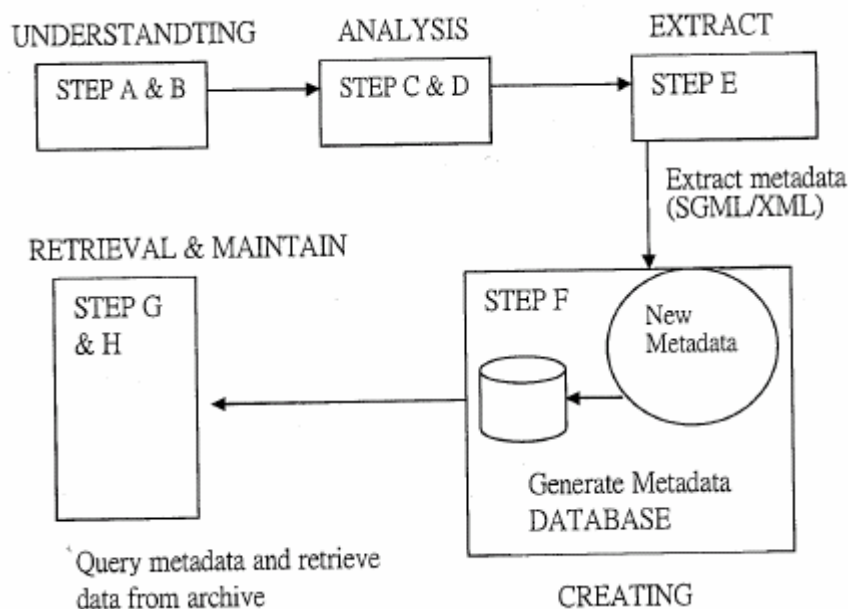 UNDERSTANDTING
ANALYSIS
EXTRACT
STEP A & B
STEP C & D
STEP E
Extract metadata
(SGML/XML)
RETRIEVAL & MAINTAIN
STEP G
& H
STEP F
New
Metadata
Generate Metadata
DATABASE
Query metadata and retrieve
data from archive
CREATING